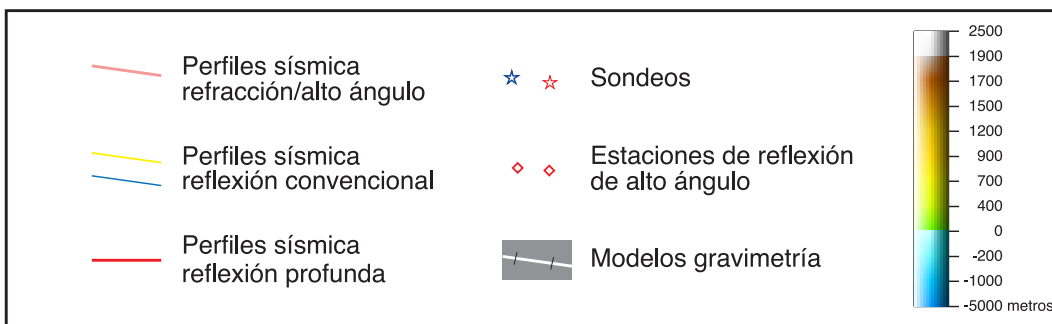 Perfiles sísmica
refracción/alto ángulo
Perfiles sísmica
reflexión convencional
Perfiles sísmica
reflexión profunda
Sondeos
Estaciones de reflexión
de alto ángulo
Modelos gravimetría
2500
1900
1700
1500
1200
900
700
400
0
-200
-1000
-5000 metros